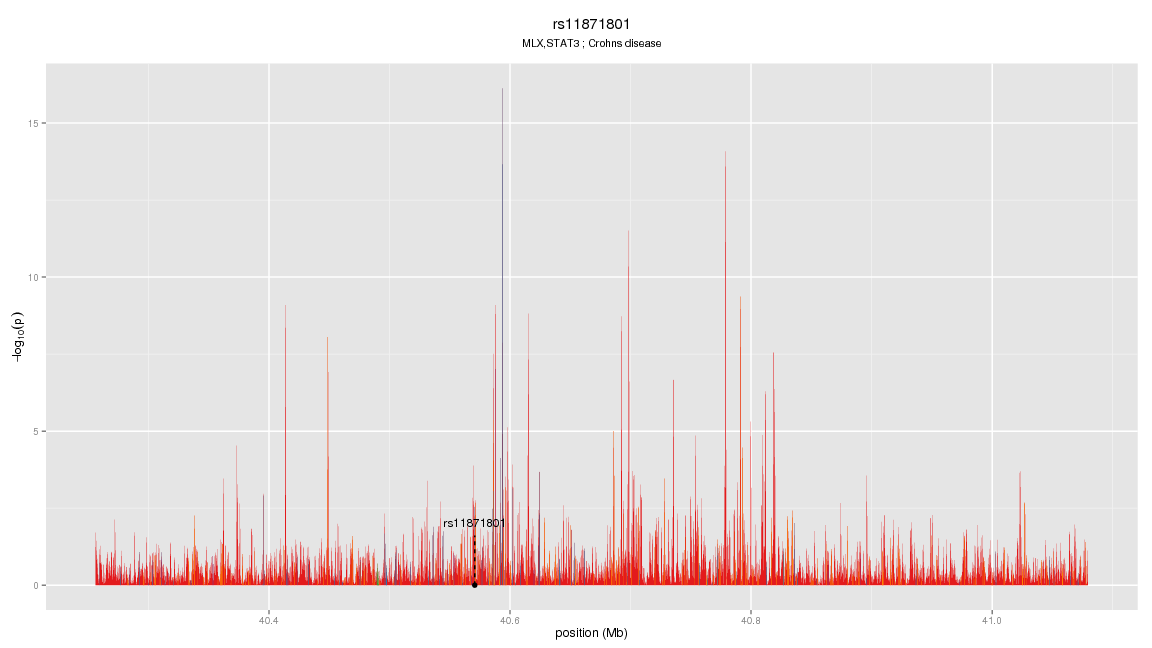 rs11871801
MLX,STAT3 ; Crohns disease
15
10
5
0
−log10(p)
rs11871801
40.4
40.6
40.8
41.0
position (Mb)